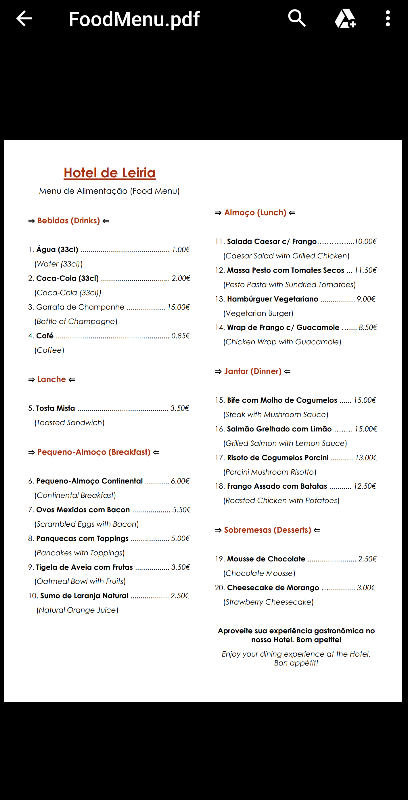 FoodMenu.pdf
Hotel de Leiria
Menu de Alimentação (Food Menu)
⇒ Bebidas (Drinks) ⇐
1. Água (33cl) ........................................ 1.00€
(Water (33cl))
2. Coca-Cola (33cl) ............................... 2.00€
(Coca-Cola (33cl))
3. Garrafa de Champanhe .................. 15.00€
(Bottle of Champagne)
4. Café .................................................. 0.85€
(Coffee)
⇒ Lanche ⇐
5. Tosta Mista ........................................ 3.50€
(Toasted Sandwich)
⇒ Pequeno-Almoço (Breakfast) ⇐
6. Pequeno-Almoço Continental ........... 6.00€
(Continental Breakfast)
7. Ovos Mexidos com Bacon ................. 5.50€
(Scrambled Eggs with Bacon)
8. Panquecas com Toppings .................. 5.00€
(Pancakes with Toppings)
9. Tigela de Aveia com Frutas ................ 3.50€
(Oatmeal Bowl with Fruits)
10. Sumo de Laranja Natural .................. 2.50€
(Natural Orange Juice)
⇒ Almoço (Lunch) ⇐
11. Salada Caesar c/ Frango................10.00€
(Caesar Salad with Grilled Chicken)
12. Massa Pesto com Tomates Secos ... 11.50€
(Pesto Pasta with Sundried Tomatoes)
13. Hambúrguer Vegetariano ................. 9.00€
(Vegetarian Burger)
14. Wrap de Frango c/ Guacamole ....... 8.50€
(Chicken Wrap with Guacamole)
⇒ Jantar (Dinner) ⇐
15. Bife com Molho de Cogumelos ...... 15.00€
(Steak with Mushroom Sauce)
16. Salmão Grelhado com Limão ......... 15.00€
(Grilled Salmon with Lemon Sauce)
17. Risoto de Cogumelos Porcini ........... 13.00€
(Porcini Mushroom Risotto)
18. Frango Assado com Batatas ........... 12.50€
(Roasted Chicken with Potatoes)
⇒ Sobremesas (Desserts) ⇐
19. Mousse de Chocolate ...................... 2.50€
(Chocolate Mousse)
20. Cheesecake de Morango ................ 3.00€
(Strawberry Cheesecake)
Aproveite sua experiência gastronômica no
nosso Hotel. Bom apetite!
Enjoy your dining experience at the Hotel.
Bon appétit!